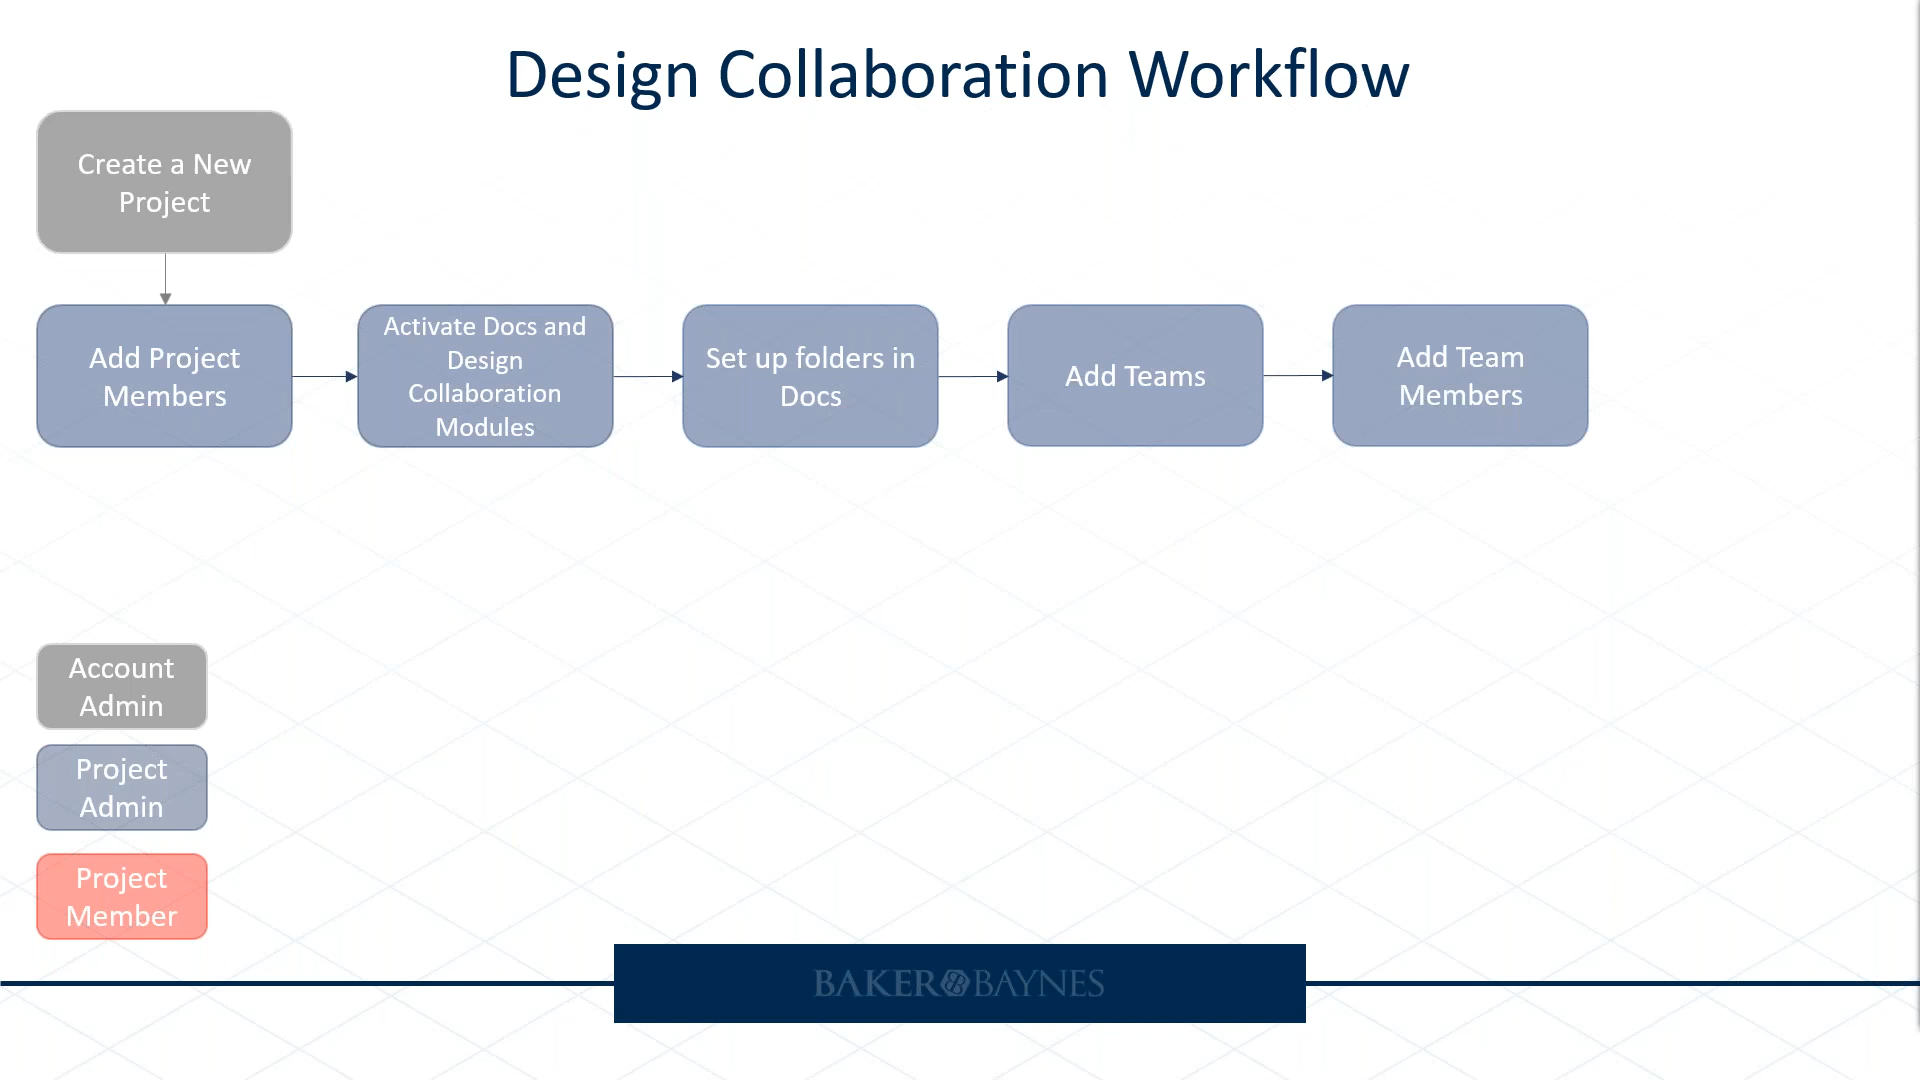 Design Collaboration Workflow
Create a New
Project
Add Project
Members
Activate Docs and
Design
Collaboration
Modules
Set up folders in
Docs
Add Teams
Add Team
Members
Account
Admin
Project
Admin
Project
Member
BAKER BAYNES